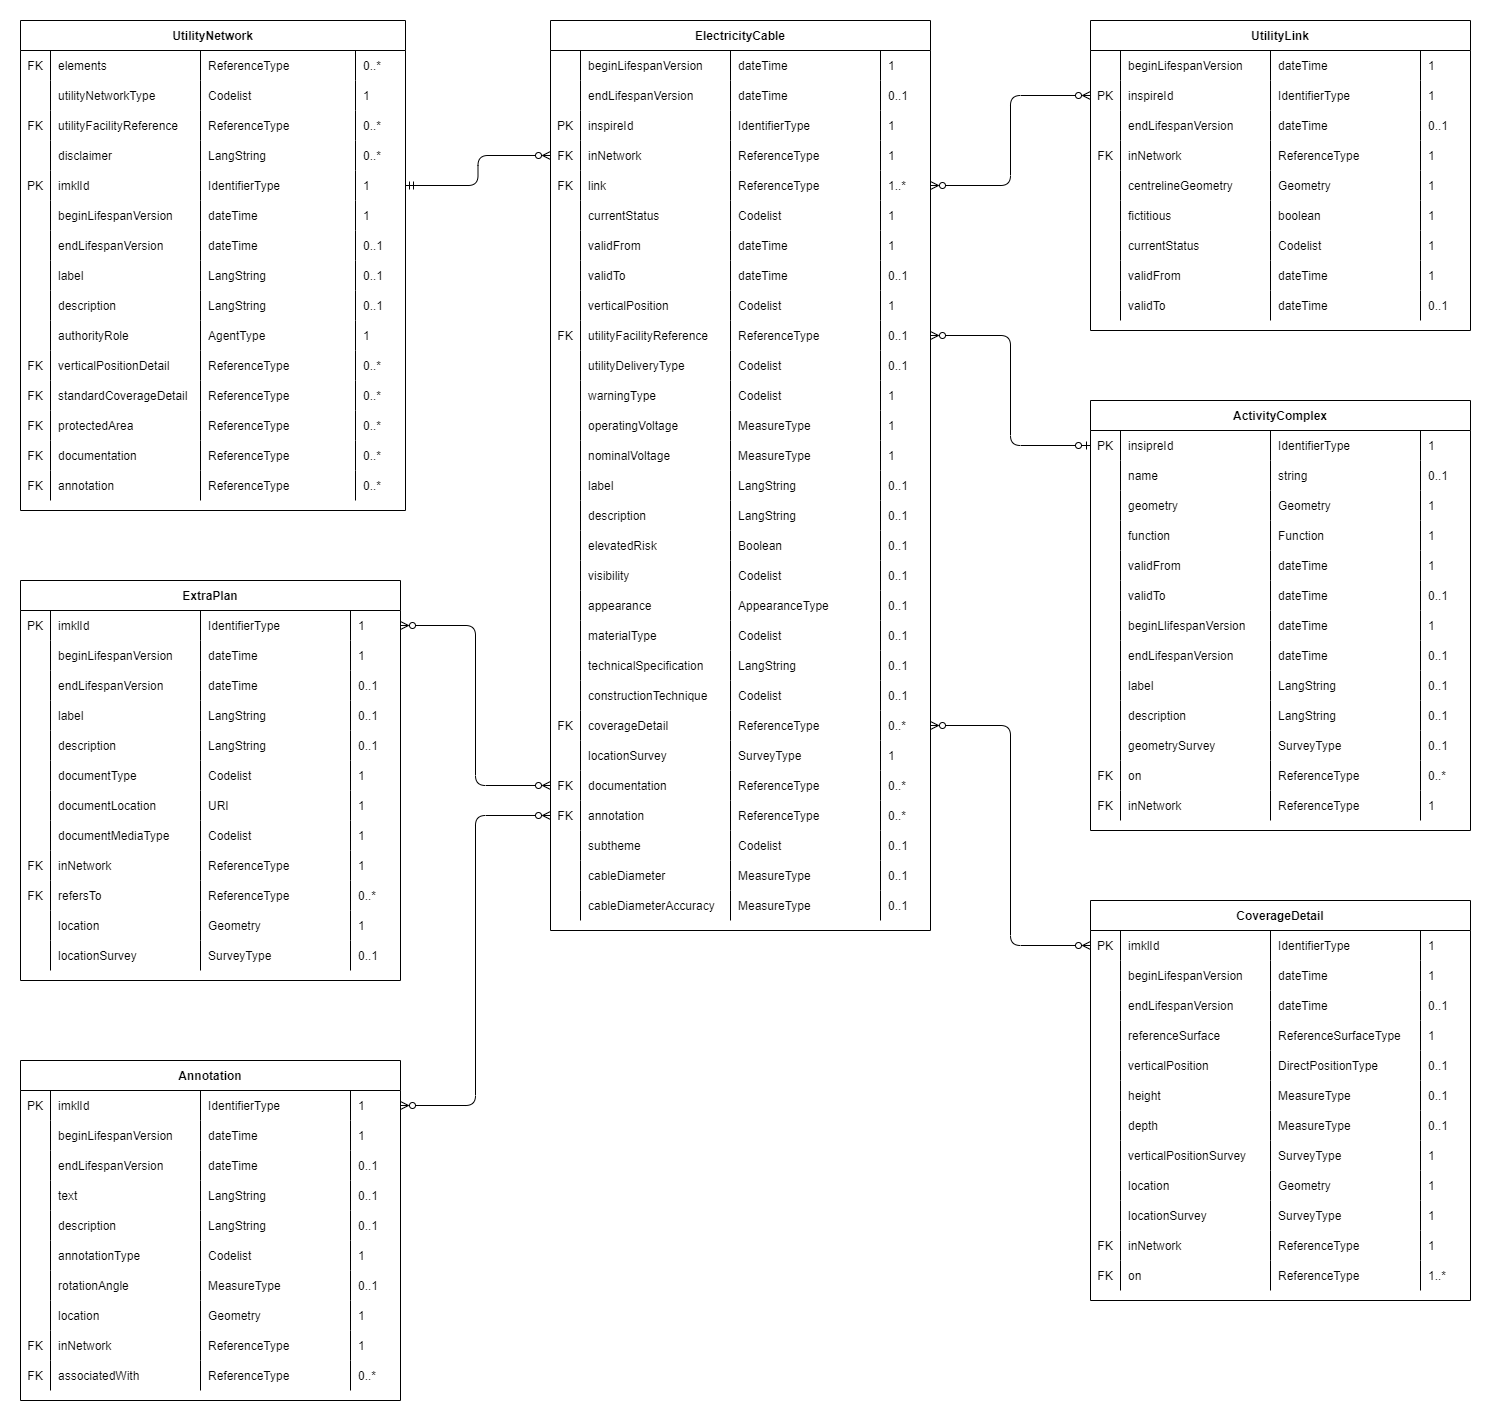 UtilityNetwork
FK elements ReferenceType 0..*
utilityNetworkType Codelist 1
FK utilityFacilityReference ReferenceType 0..*
disclaimer LangString 0..*
PK imklId IdentifierType 1
beginLifespanVersion dateTime 1
endLifespanVersion dateTime 0..1
label LangString 0..1
description LangString 0..1
authorityRole AgentType 1
FK verticalPositionDetail ReferenceType 0..*
FK standardCoverageDetail ReferenceType 0..*
FK protectedArea ReferenceType 0..*
FK documentation ReferenceType 0..*
FK annotation ReferenceType 0..*
ExtraPlan
PK imklId IdentifierType 1
beginLifespanVersion dateTime 1
endLifespanVersion dateTime 0..1
label LangString 0..1
description LangString 0..1
documentType Codelist 1
documentLocation URI 1
documentMediaType Codelist 1
FK inNetwork ReferenceType 1
FK refersTo ReferenceType 0..*
location Geometry 1
locationSurvey SurveyType 0..1
Annotation
PK imklId IdentifierType 1
beginLifespanVersion dateTime 1
endLifespanVersion dateTime 0..1
text LangString 0..1
description LangString 0..1
annotationType Codelist 1
rotationAngle MeasureType 0..1
location Geometry 1
FK inNetwork ReferenceType 1
FK associatedWith ReferenceType 0..*
ElectricityCable
beginLifespanVersion dateTime 1
endLifespanVersion dateTime 0..1
PK inspireId IdentifierType 1
FK inNetwork ReferenceType 1
FK link ReferenceType 1..*
currentStatus Codelist 1
validFrom dateTime 1
validTo dateTime 0..1
verticalPosition Codelist 1
FK utilityFacilityReference ReferenceType 0..1
utilityDeliveryType Codelist 0..1
warningType Codelist 1
operatingVoltage MeasureType 1
nominalVoltage MeasureType 1
label LangString 0..1
description LangString 0..1
elevatedRisk Boolean 0..1
visibility Codelist 0..1
appearance AppearanceType 0..1
materialType Codelist 0..1
technicalSpecification LangString 0..1
constructionTechnique Codelist 0..1
FK coverageDetail ReferenceType 0..*
locationSurvey SurveyType 1
FK documentation ReferenceType 0..*
FK annotation ReferenceType 0..*
subtheme Codelist 0..1
cableDiameter MeasureType 0..1
cableDiameterAccuracy MeasureType 0..1
UtilityLink
beginLifespanVersion dateTime 1
PK inspireId IdentifierType 1
endLifespanVersion dateTime 0..1
FK inNetwork ReferenceType 1
centrelineGeometry Geometry 1
fictitious boolean 1
currentStatus Codelist 1
validFrom dateTime 1
validTo dateTime 0..1
ActivityComplex
PK insipreId IdentifierType 1
name string 0..1
geometry Geometry 1
function Function 1
validFrom dateTime 1
validTo dateTime 0..1
beginLlifespanVersion dateTime 1
endLifespanVersion dateTime 0..1
label LangString 0..1
description LangString 0..1
geometrySurvey SurveyType 0..1
FK on ReferenceType 0..*
FK inNetwork ReferenceType 1
CoverageDetail
PK imklId IdentifierType 1
beginLifespanVersion dateTime 1
endLifespanVersion dateTime 0..1
referenceSurface ReferenceSurfaceType 1
verticalPosition DirectPositionType 0..1
height MeasureType 0..1
depth MeasureType 0..1
verticalPositionSurvey SurveyType 1
location Geometry 1
locationSurvey SurveyType 1
FK inNetwork ReferenceType 1
FK on ReferenceType 1..*